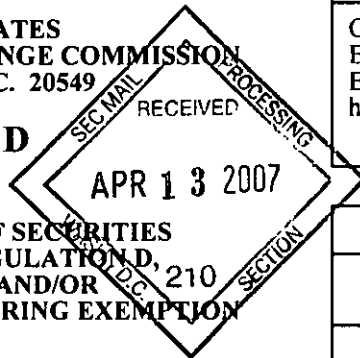 ATES
NGE COMMISSION
C. 20549
D
F SECURITIES
GULATION D,
AND/OR
RING EXEMPTION
SEC MAIL
PROCESSING
RECEIVED
APR 13 2007
WASH D.C.
210
SECTION
O
E
E
h